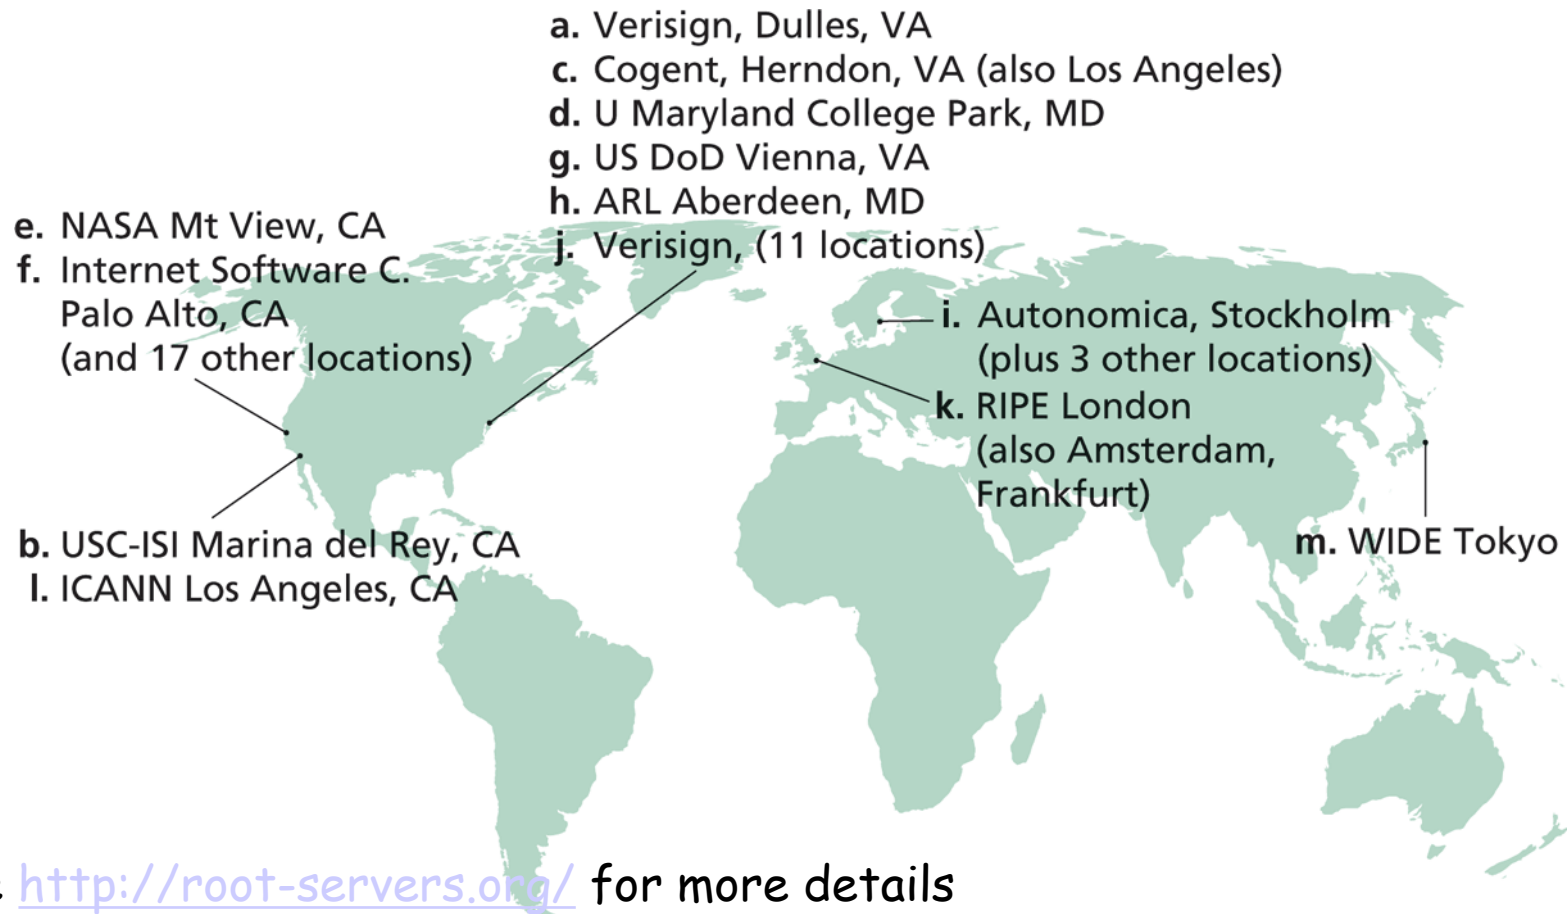 a. Verisign, Dulles, VA
c. Cogent, Herndon, VA (also Los Angeles)
d. U Maryland College Park, MD
g. US DoD Vienna, VA
h. ARL Aberdeen, MD
j. Verisign, (11 locations)
e. NASA Mt View, CA
f. Internet Software C.
Palo Alto, CA
(and 17 other locations)
i. Autonomica, Stockholm
(plus 3 other locations)
k. RIPE London
(also Amsterdam,
Frankfurt)
m. WIDE Tokyo
b. USC-ISI Marina del Rey, CA
l. ICANN Los Angeles, CA
http://root-servers.org/ for more details